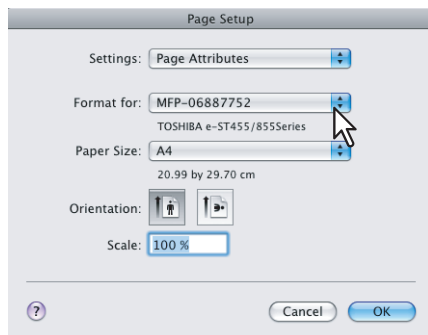 Page Setup
Settings: Page Attributes
Format for: MFP-06887752
TOSHIBA e-ST455/855Series
Paper Size: A4
20.99 by 29.70 cm
Orientation:
Scale: 100 %
? Cancel OK